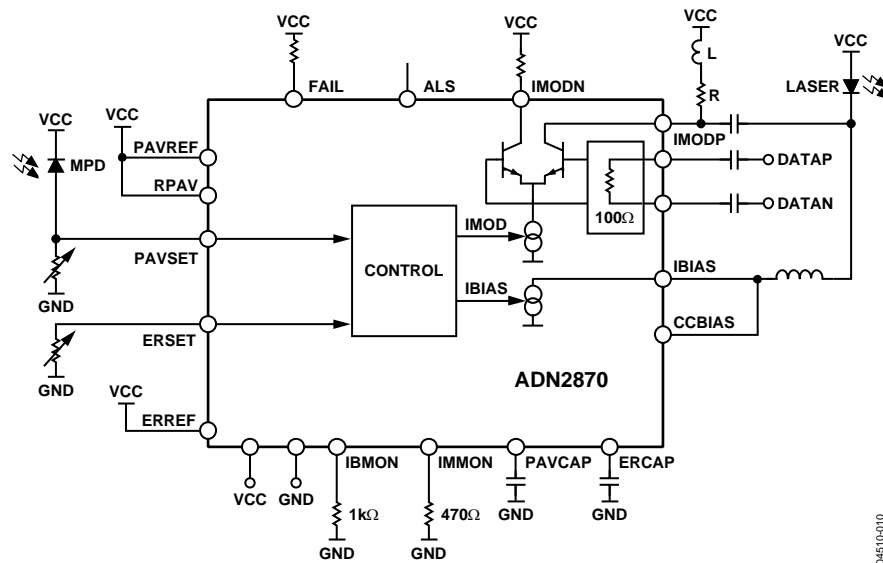 VCC
FAIL
ALS
VCC
IMODN
VCC
L
R
VCC
LASER
IMODP
VCC
MPD
VCC
PAVREF
RPAV
DATAP
DATAN
100Ω
PAVSET
GND
CONTROL
IMOD
IBIAS
IBIAS
CCBIAS
ERSET
GND
ADN2870
VCC
ERREF
VCC
GND
IBMON
1kΩ
GND
IMMON
470Ω
GND
PAVCAP
GND
ERCAP
GND
04510-010